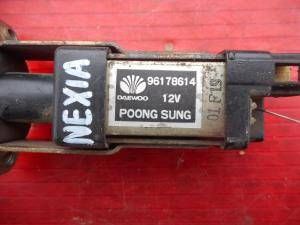 NEXIA
96178614
DAEWOO
12V
POONG SUNG